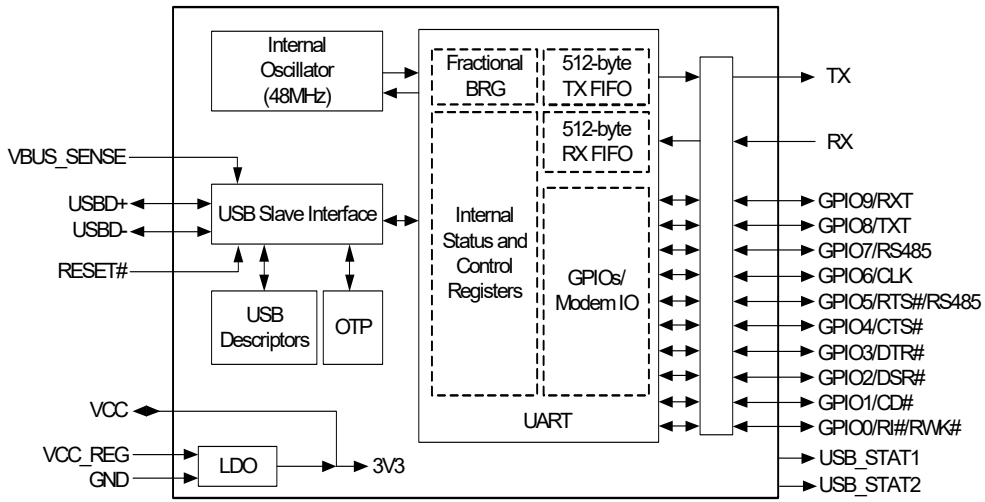 Internal
Oscillator
(48MHz)
Fractional
BRG
512-byte
TX FIFO
512-byte
RX FIFO
TX
RX
VBUS_SENSE
USBD+
USBD-
RESET#
USB Slave Interface
USB
Descriptors
OTP
Internal
Status and
Control
Registers
GPIOs/
Modem IO
UART
GPIO9/RXT
GPIO8/TXT
GPIO7/RS485
GPIO6/CLK
GPIO5/RTS#/RS485
GPIO4/CTS#
GPIO3/DTR#
GPIO2/DSR#
GPIO1/CD#
GPIO0/RI#/RWK#
USB_STAT1
USB_STAT2
VCC
VCC_REG
GND
LDO
3V3